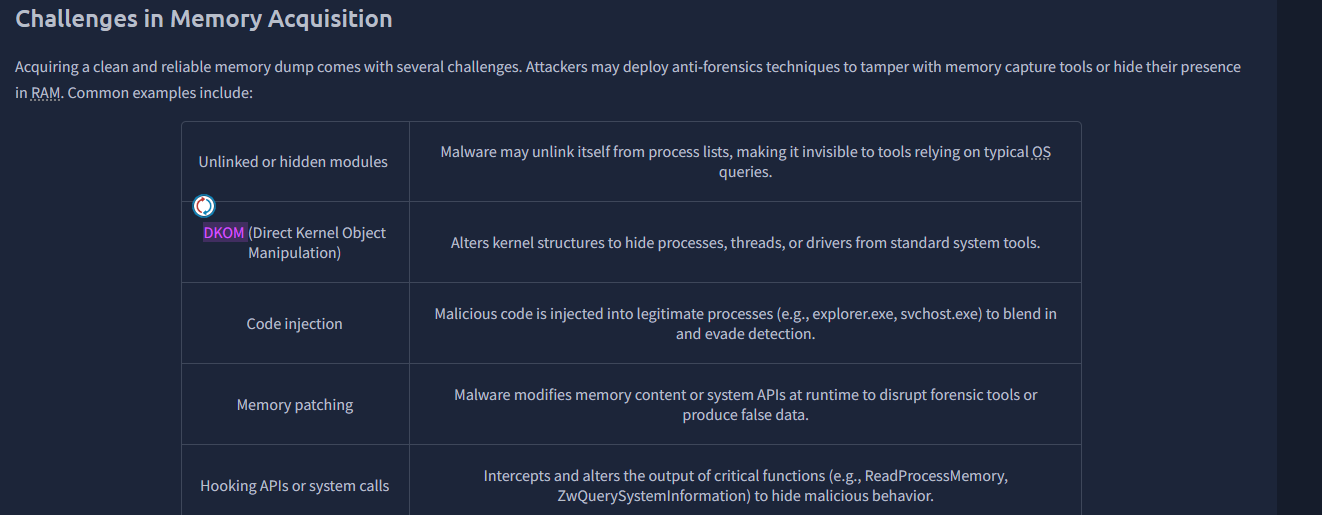 Challenges in Memory Acquisition
Acquiring a clean and reliable memory dump comes with several challenges. Attackers may deploy anti-forensics techniques to tamper with memory capture tools or hide their presence
in RAM. Common examples include:
Unlinked or hidden modules
Malware may unlink itself from process lists, making it invisible to tools relying on typical OS
queries.
DKOM (Direct Kernel Object
Manipulation)
Alters kernel structures to hide processes, threads, or drivers from standard system tools.
Code injection
Malicious code is injected into legitimate processes (e.g., explorer.exe, svchost.exe) to blend in
and evade detection.
Memory patching
Malware modifies memory content or system APIs at runtime to disrupt forensic tools or
produce false data.
Hooking APIs or system calls
Intercepts and alters the output of critical functions (e.g., ReadProcessMemory,
ZwQuerySystemInformation) to hide malicious behavior.